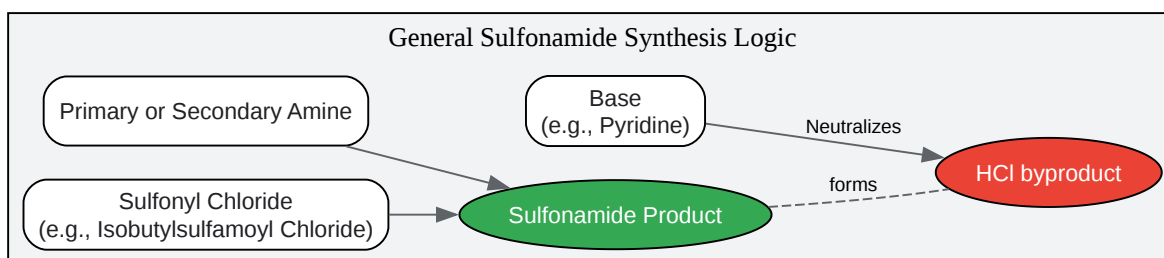 General Sulfonamide Synthesis Logic
Primary or Secondary Amine
Base
(e.g., Pyridine)
Neutralizes
HCl byproduct
Sulfonyl Chloride
(e.g., Isobutylsulfamoyl Chloride)
Sulfonamide Product
forms